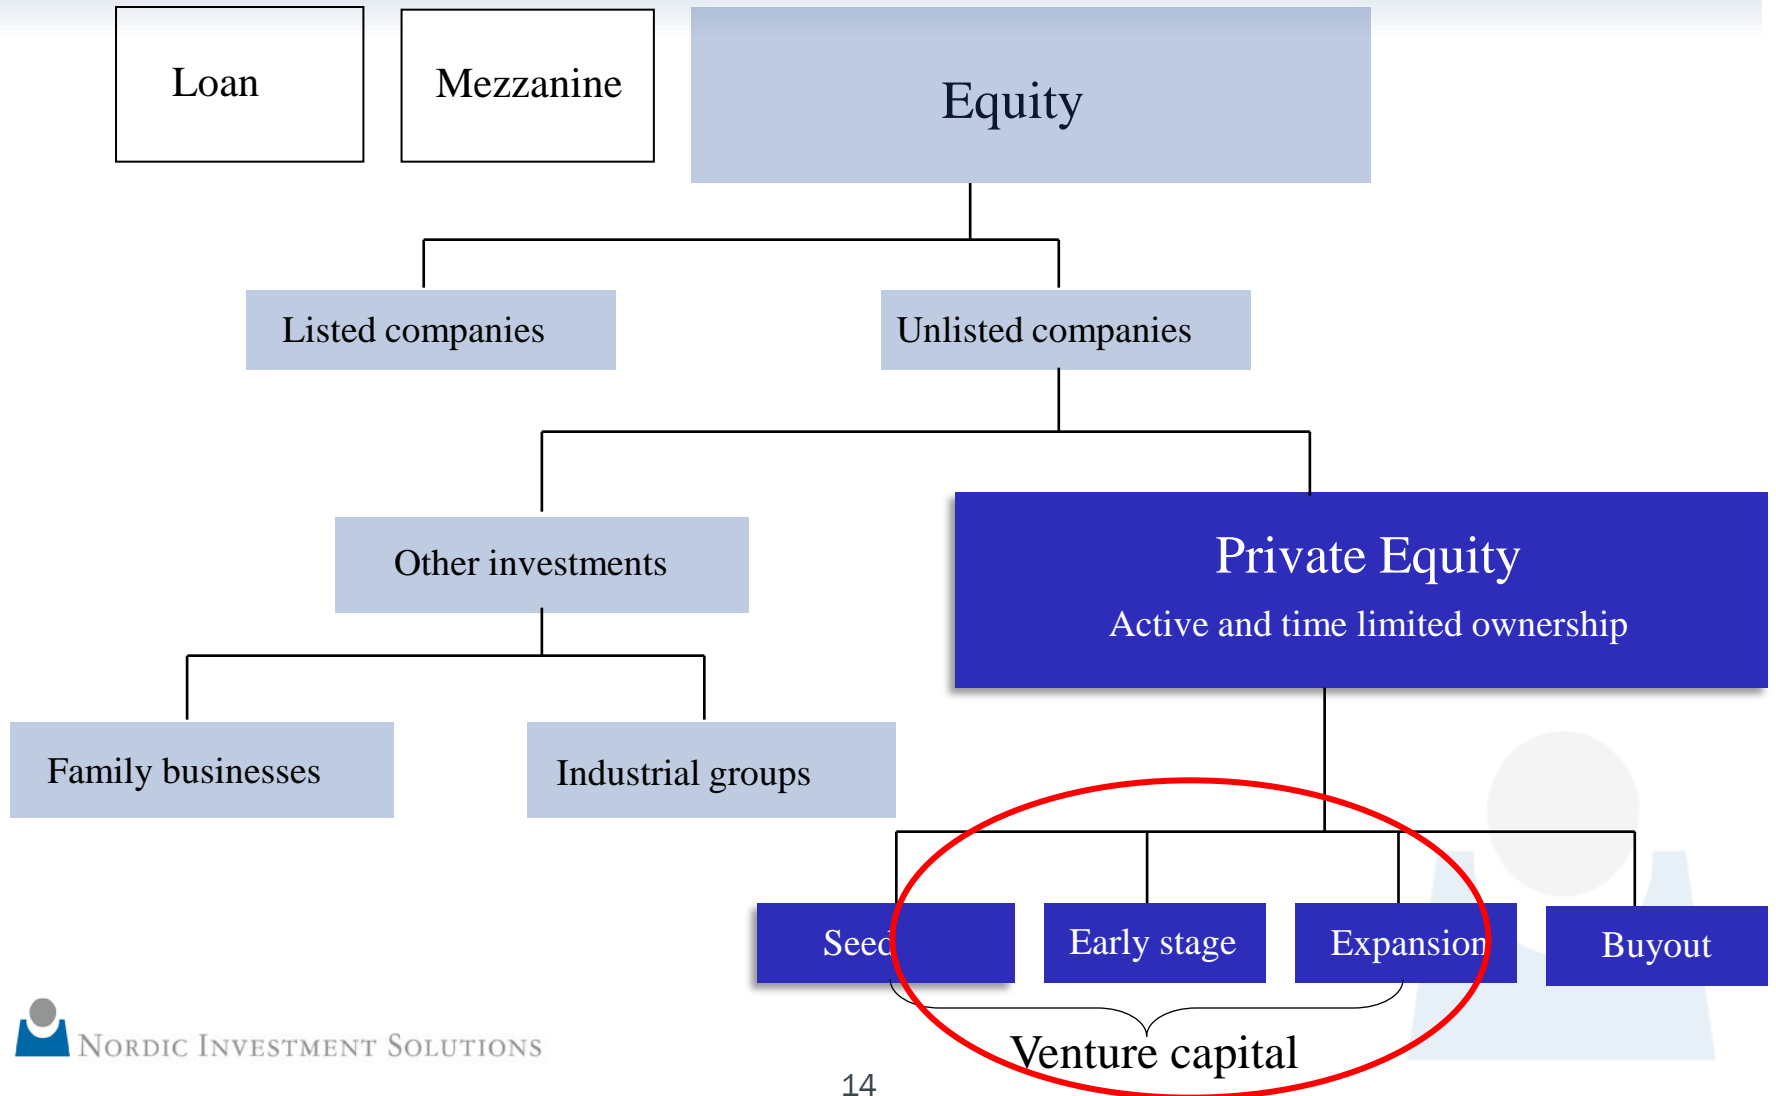 Loan
Mezzanine
Equity
Listed companies
Unlisted companies
Other investments
Private Equity
Active and time limited ownership
Family businesses
Industrial groups
Seed
Early stage
Expansion
Buyout
Venture capital
NORDIC INVESTMENT SOLUTIONS
14